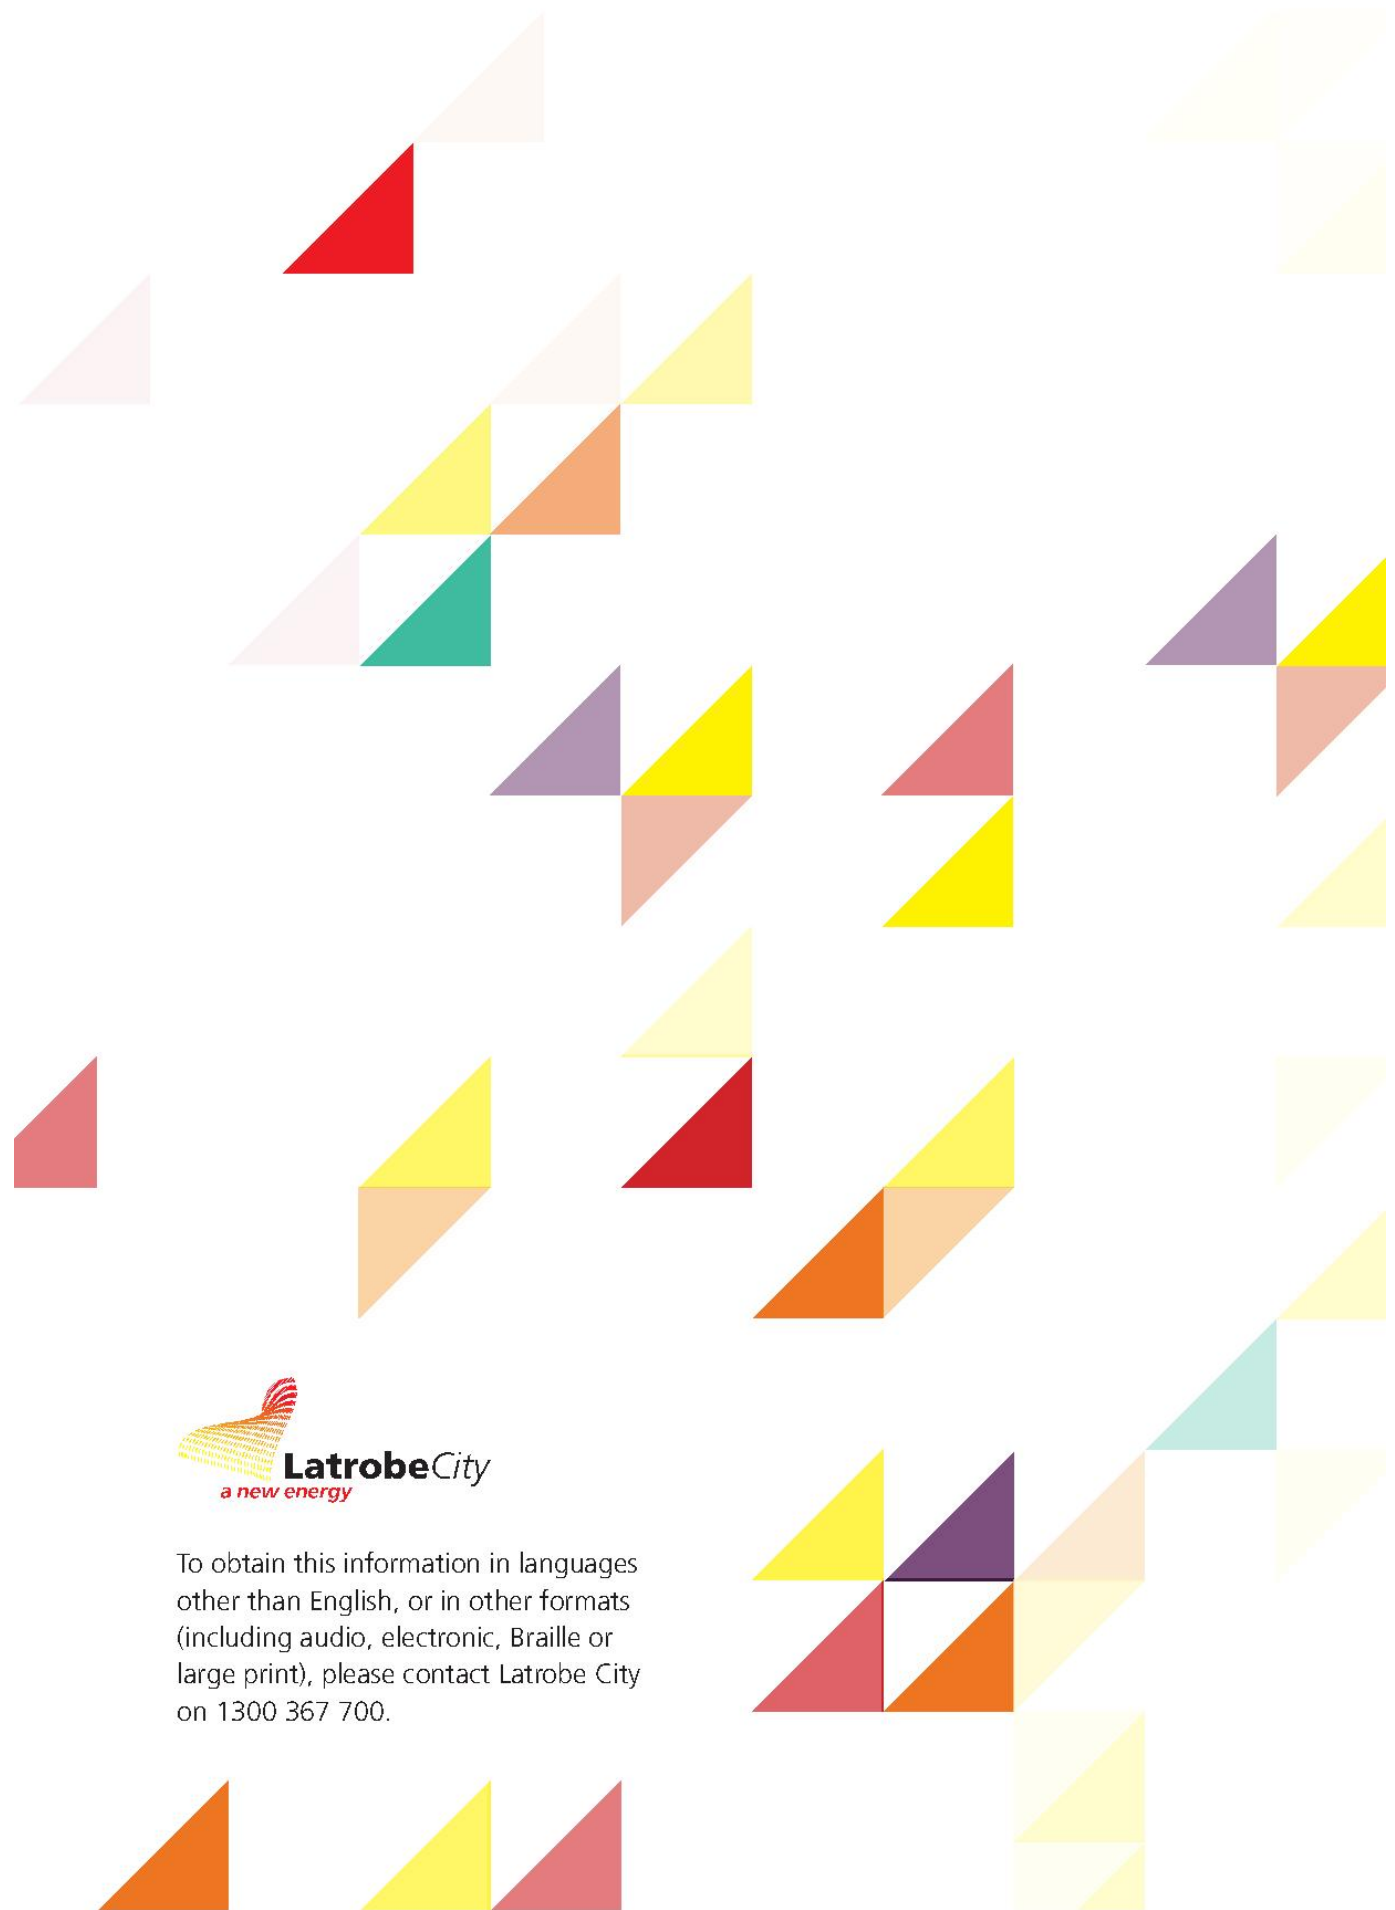 LatrobeCity
a new energy
To obtain this information in languages
other than English, or in other formats
(including audio, electronic, Braille or
large print), please contact Latrobe City
on 1300 367 700.